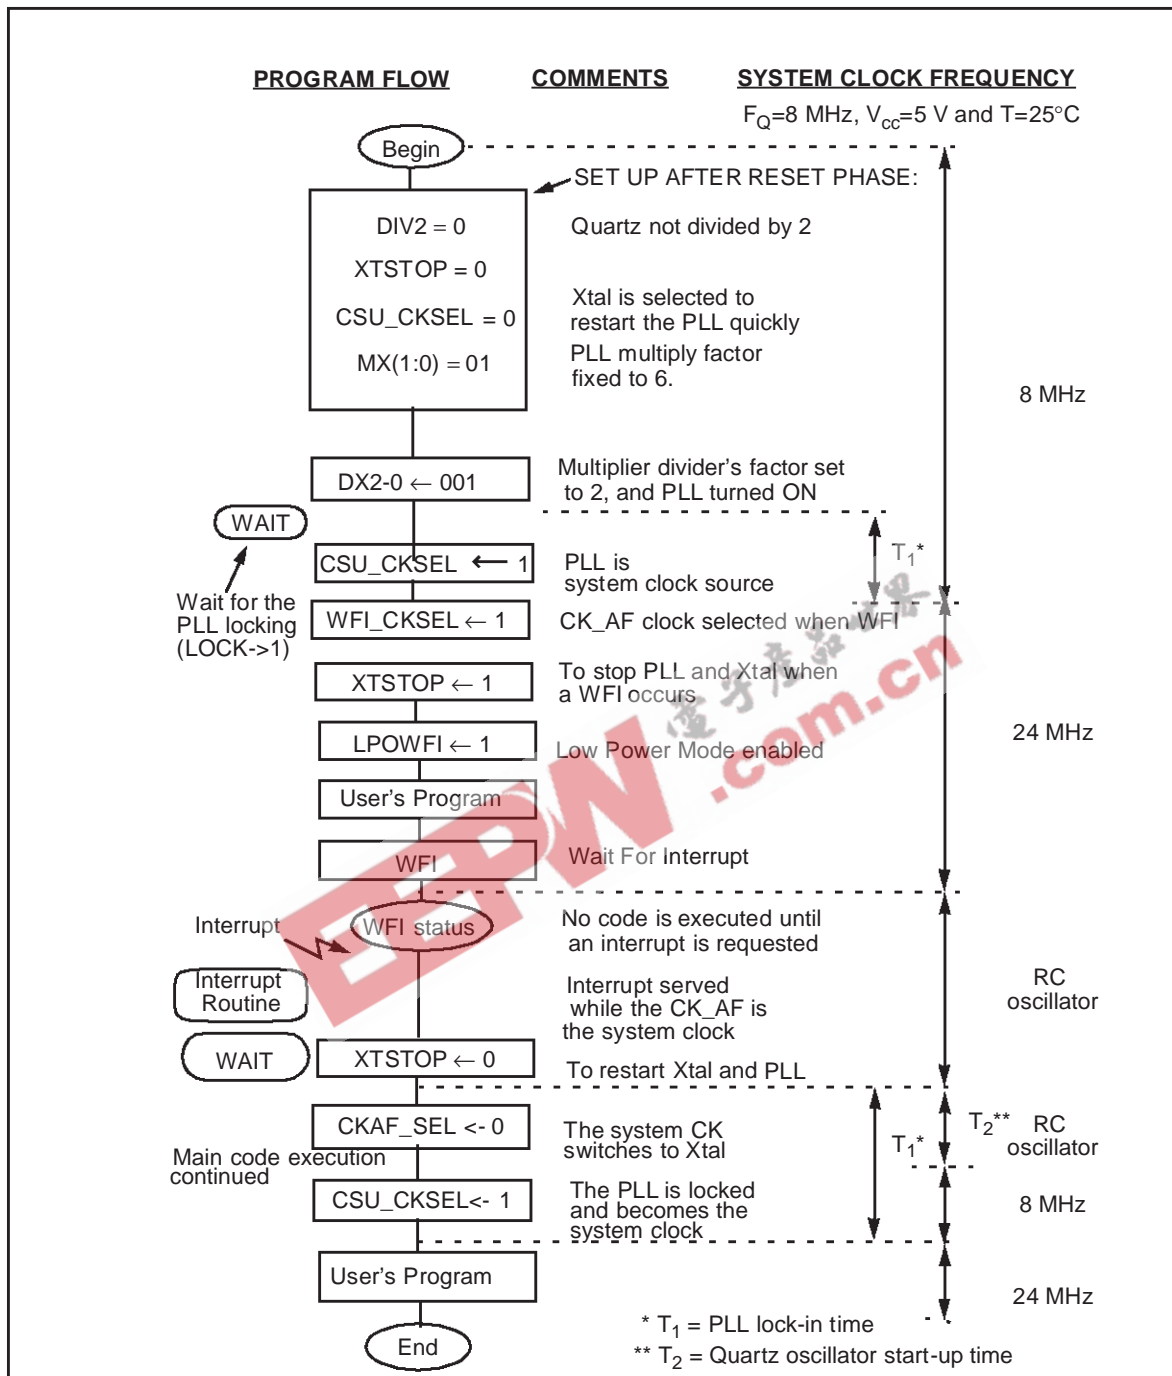 PROGRAM FLOW
COMMENTS
SYSTEM CLOCK FREQUENCY
FQ=8 MHz, Vcc=5 V and T=25°C
Begin
SET UP AFTER RESET PHASE:
DIV2 = 0
Quartz not divided by 2
XTSTOP = 0
CSU_CKSEL = 0
Xtal is selected to
restart the PLL quickly
MX(1:0) = 01
PLL multiply factor
fixed to 6.
8 MHz
DX2-0 ← 001
Multiplier divider's factor set
to 2, and PLL turned ON
WAIT
T1*
CSU_CKSEL ← 1
PLL is
system clock source
Wait for the
PLL locking
(LOCK->1)
WFI_CKSEL ← 1
CK_AF clock selected when WFI
XTSTOP ← 1
To stop PLL and Xtal when
a WFI occurs
LPOWFI ← 1
Low Power Mode enabled
24 MHz
User's Program
WFI
Wait For Interrupt
Interrupt
WFI status
No code is executed until
an interrupt is requested
Interrupt
Routine
Interrupt served
while the CK_AF is
the system clock
RC
oscillator
WAIT
XTSTOP ← 0
To restart Xtal and PLL
CKAF_SEL <- 0
The system CK
switches to Xtal
T1*
T2**
RC
oscillator
Main code execution
continued
CSU_CKSEL<- 1
The PLL is locked
and becomes the
system clock
8 MHz
User's Program
24 MHz
End
* T1 = PLL lock-in time
** T2 = Quartz oscillator start-up time
EEPW
電子產品世界
.com.cn